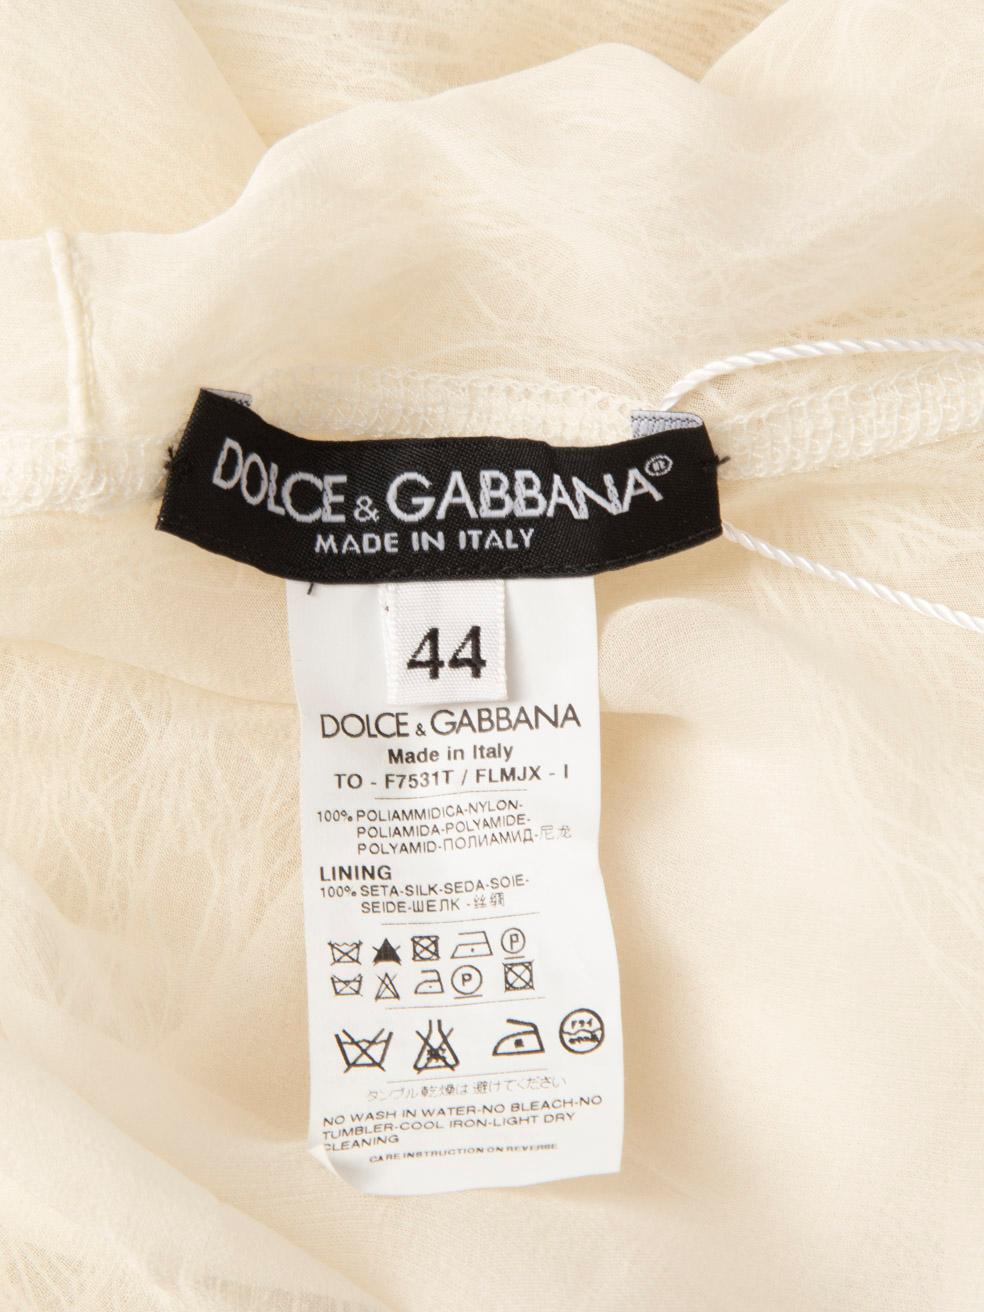 DOLCE & GABBANA®
MADE IN ITALY
44
DOLCE & GABBANA
Made in Italy
TO - F7531T / FLMJX - I
100% POLIAMMIDICA-NYLON-
POLIAMIDA-POLYAMIDE-
POLYAMID-ПОЛИАМИД-尼龙
LINING
100% SETA-SILK-SEDA-SOIE-
SEIDE-ШЕЛК -丝绸
P
P
ドライ
タンブル乾燥は避けてください
NO WASH IN WATER-NO BLEACH-NO
TUMBLER-COOL IRON-LIGHT DRY
CLEANING
CARE INSTRUCTION ON REVERSE